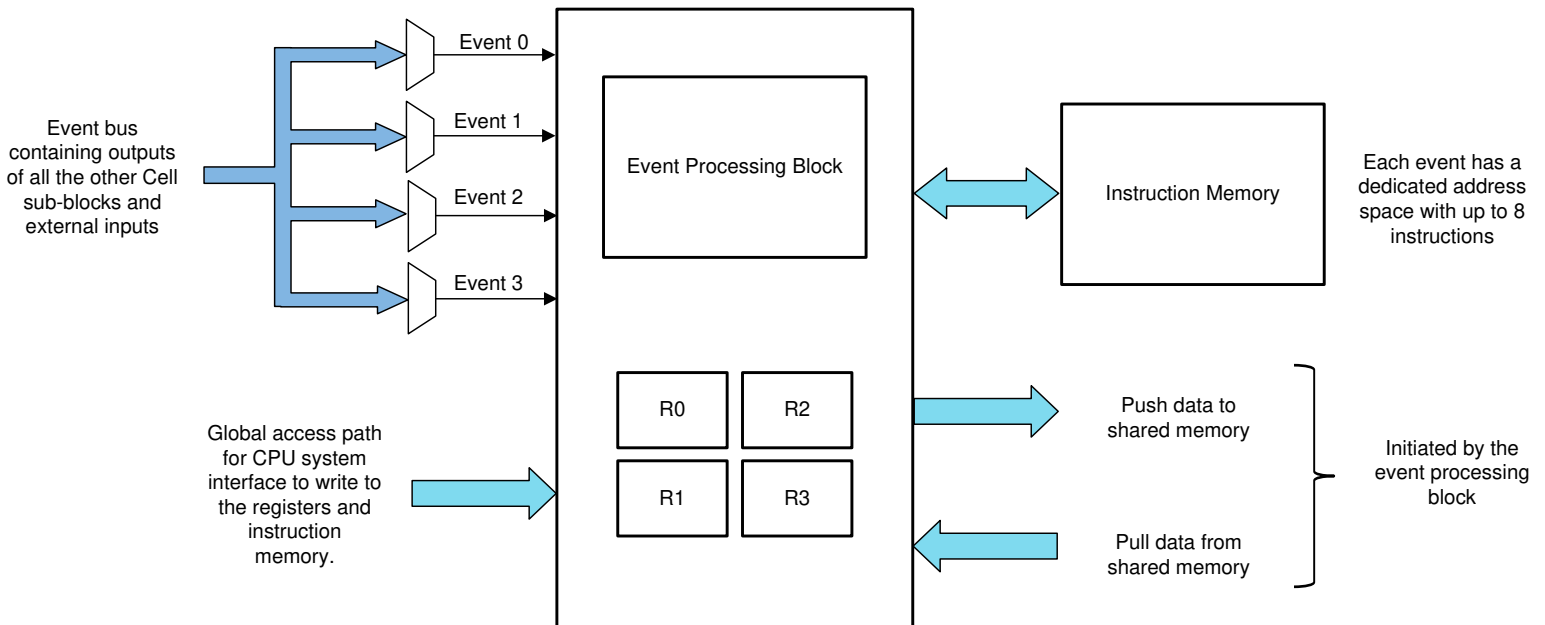 Event bus
containing outputs
of all the other Cell
sub-blocks and
external inputs
Event 0
Event 1
Event 2
Event 3
Event Processing Block
Instruction Memory
Each event has a
dedicated address
space with up to 8
instructions
Global access path
for CPU system
interface to write to
the registers and
instruction
memory.
R0
R2
R1
R3
Push data to
shared memory
Pull data from
shared memory
Initiated by the
event processing
block